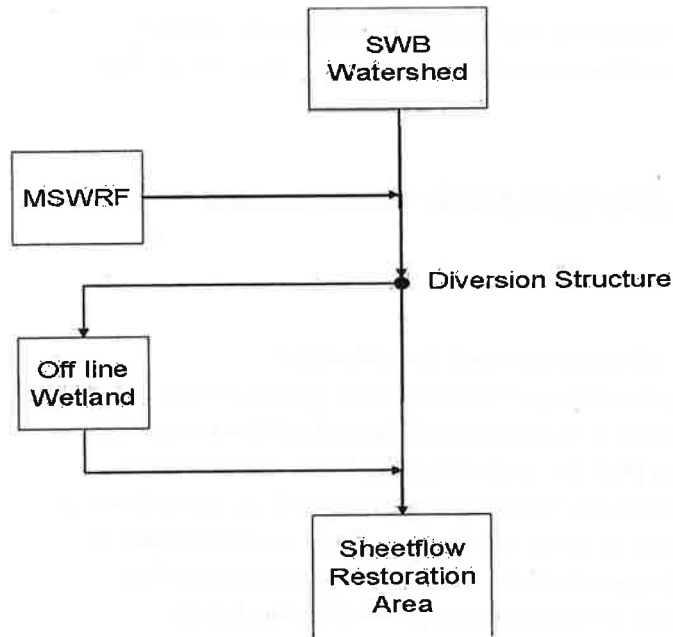 SWB
Watershed
MSWRF
Diversion Structure
Off line
Wetland
Sheetflow
Restoration
Area